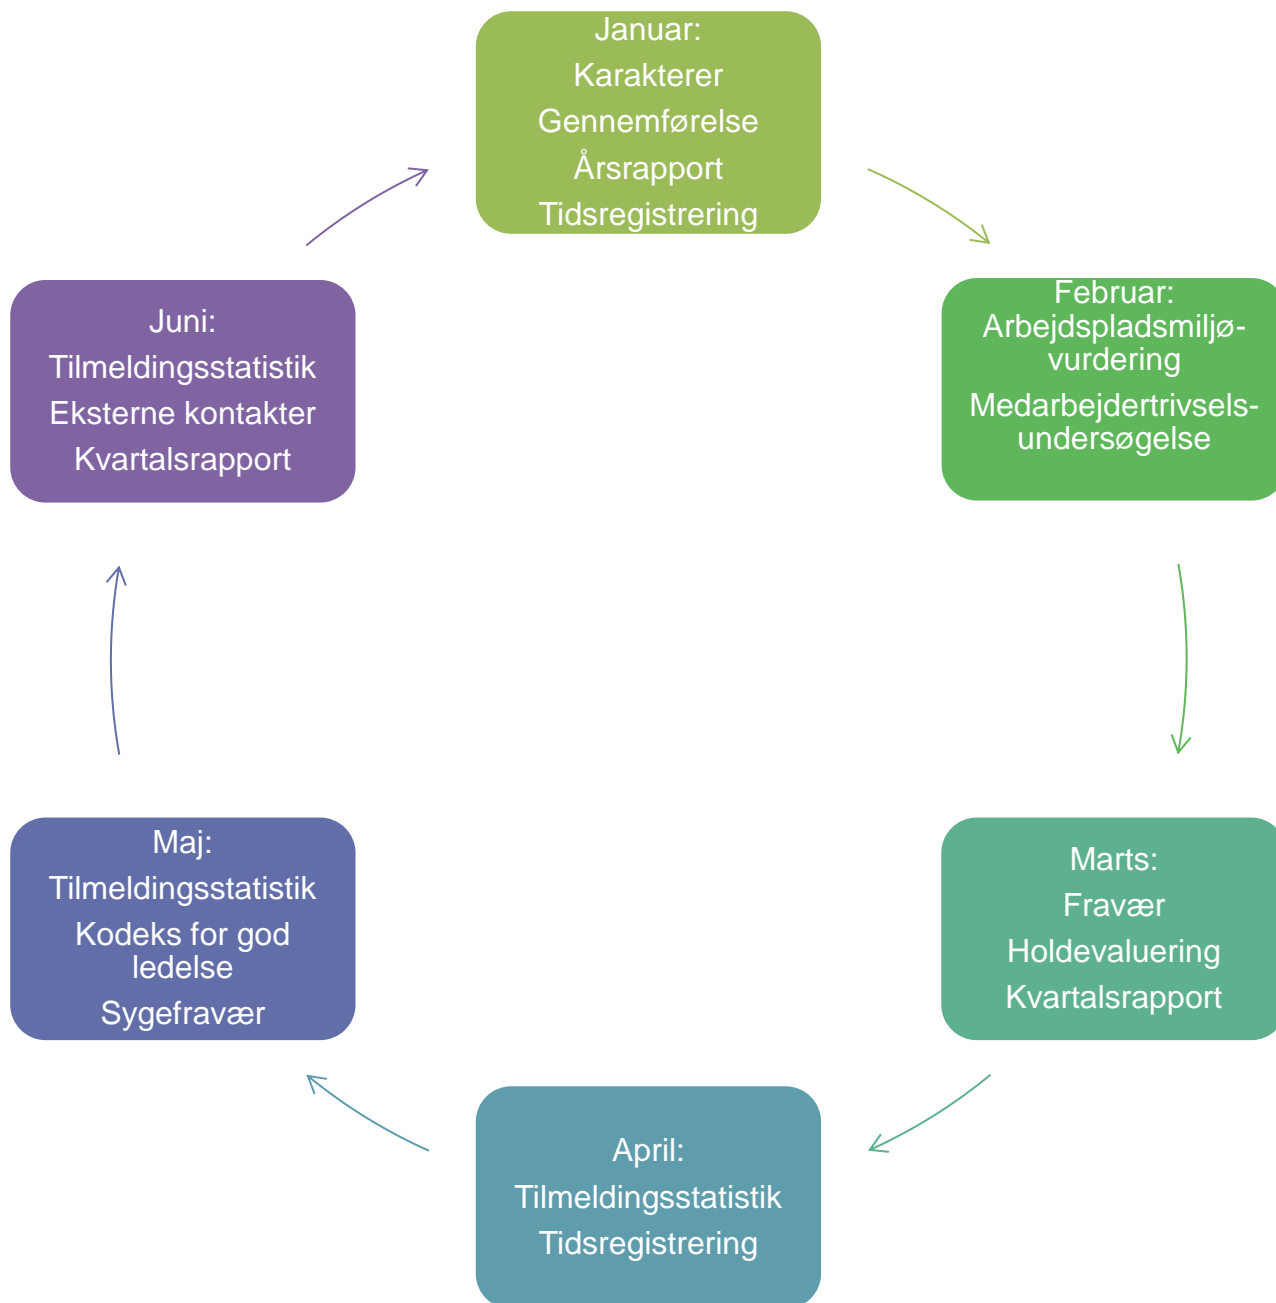 Januar:
Karakterer
Gennemførelse
Årsrapport
Tidsregistrering
Februar:
Arbejdspladsmiljø-
vurdering
Medarbejdertrivsels-
undersøgelse
Marts:
Fravær
Holdevaluering
Kvartalsrapport
April:
Tilmeldingsstatistik
Tidsregistrering
Maj:
Tilmeldingsstatistik
Kodeks for god
ledelse
Sygefravær
Juni:
Tilmeldingsstatistik
Eksterne kontakter
Kvartalsrapport